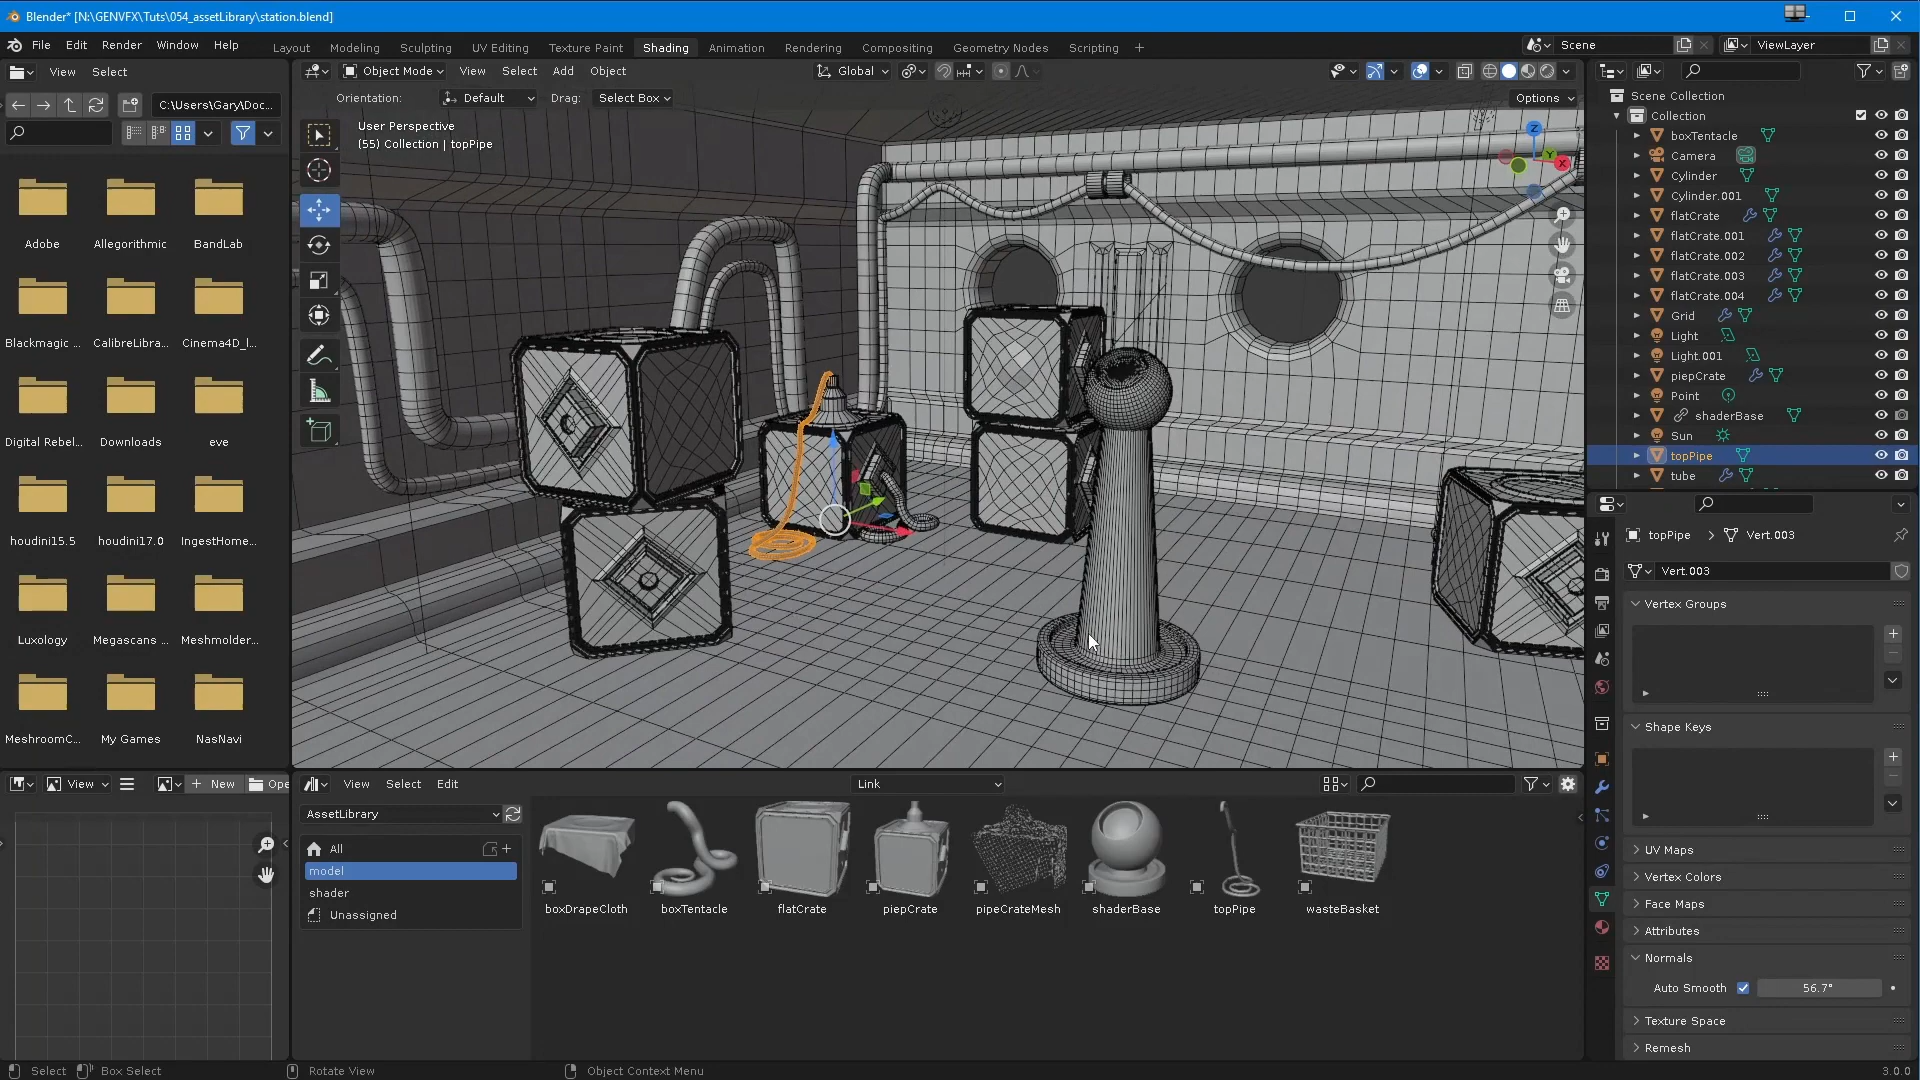 Blender* [N:\GENVFX\Tuts\054_assetLibrary\station.blend]
File Edit Render Window Help
Layout Modeling Sculpting UV Editing Texture Paint Shading Animation Rendering Compositing Geometry Nodes Scripting +
Scene
ViewLayer
View Select
C:\Users\Gary\Doc...
Adobe Allegorithmic BandLab
Blackmagic ... CalibreLibra... Cinema4D_l...
Digital Rebel... Downloads eve
houdini15.5 houdini17.0 IngestHome...
Luxology Megascans ... Meshmolder...
MeshroomC... My Games NasNavi
Object Mode View Select Add Object
Global
Orientation: Default Drag: Select Box
Options
User Perspective
(55) Collection | topPipe
Z
Y
X
Scene Collection
Collection
boxTentacle
Camera
Cylinder
Cylinder.001
flatCrate
flatCrate.001
flatCrate.002
flatCrate.003
flatCrate.004
Grid
Light
Light.001
piepCrate
Point
shaderBase
Sun
topPipe
tube
topPipe > Vert.003
Vert.003
Vertex Groups
Shape Keys
UV Maps
Vertex Colors
Face Maps
Attributes
Normals
Auto Smooth 56.7°
Texture Space
Remesh
View
+ New Ope
View Select Edit
Link
AssetLibrary
All
model
shader
Unassigned
boxDrapeCloth boxTentacle flatCrate piepCrate pipeCrateMesh shaderBase topPipe wasteBasket
Select Box Select Rotate View Object Context Menu
3.0.0